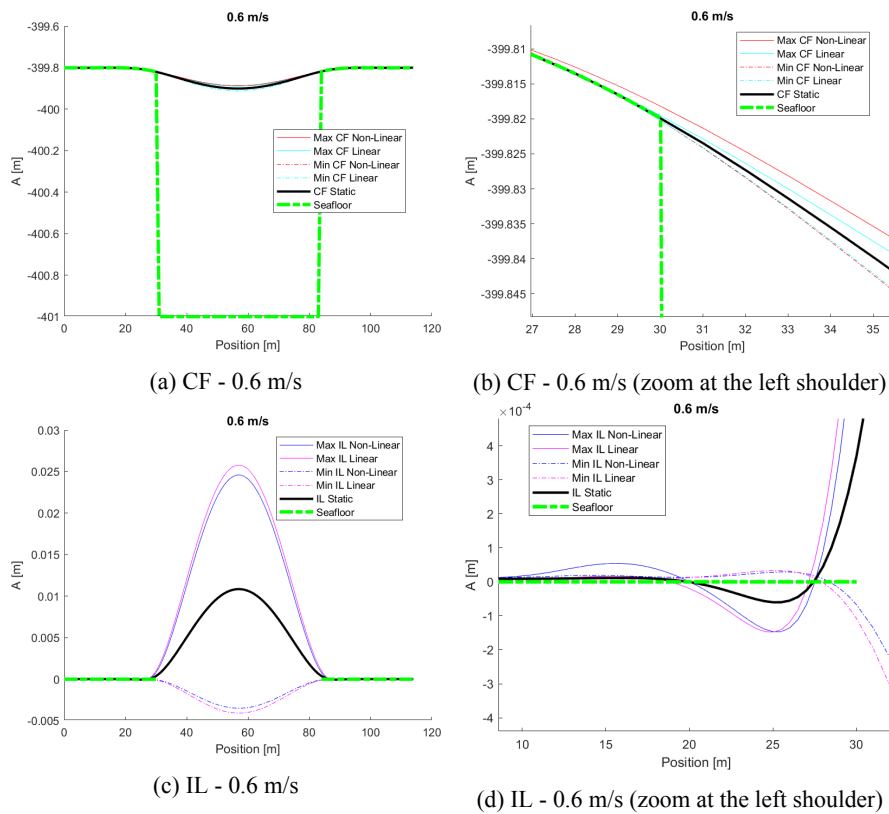 0.6 m/s
-399.6
-399.8
-400
-400.2
-400.4
-400.6
-400.8
-401
A [m]
0 20 40 60 80 100 120
Position [m]
Max CF Non-Linear
Max CF Linear
Min CF Non-Linear
Min CF Linear
CF Static
Seafloor
(a) CF - 0.6 m/s
0.6 m/s
-399.81
-399.815
-399.82
-399.825
-399.83
-399.835
-399.84
-399.845
A [m]
27 28 29 30 31 32 33 34 35
Position [m]
Max CF Non-Linear
Max CF Linear
Min CF Non-Linear
Min CF Linear
CF Static
Seafloor
(b) CF - 0.6 m/s (zoom at the left shoulder)
0.6 m/s
0.03
0.025
0.02
0.015
0.01
0.005
0
-0.005
A [m]
0 20 40 60 80 100 120
Position [m]
Max IL Non-Linear
Max IL Linear
Min IL Non-Linear
Min IL Linear
IL Static
Seafloor
(c) IL - 0.6 m/s
0.6 m/s
×10-4
4
2
0
-2
-4
A [m]
10 15 20 25 30
Position [m]
Max IL Non-Linear
Max IL Linear
Min IL Non-Linear
Min IL Linear
IL Static
Seafloor
(d) IL - 0.6 m/s (zoom at the left shoulder)